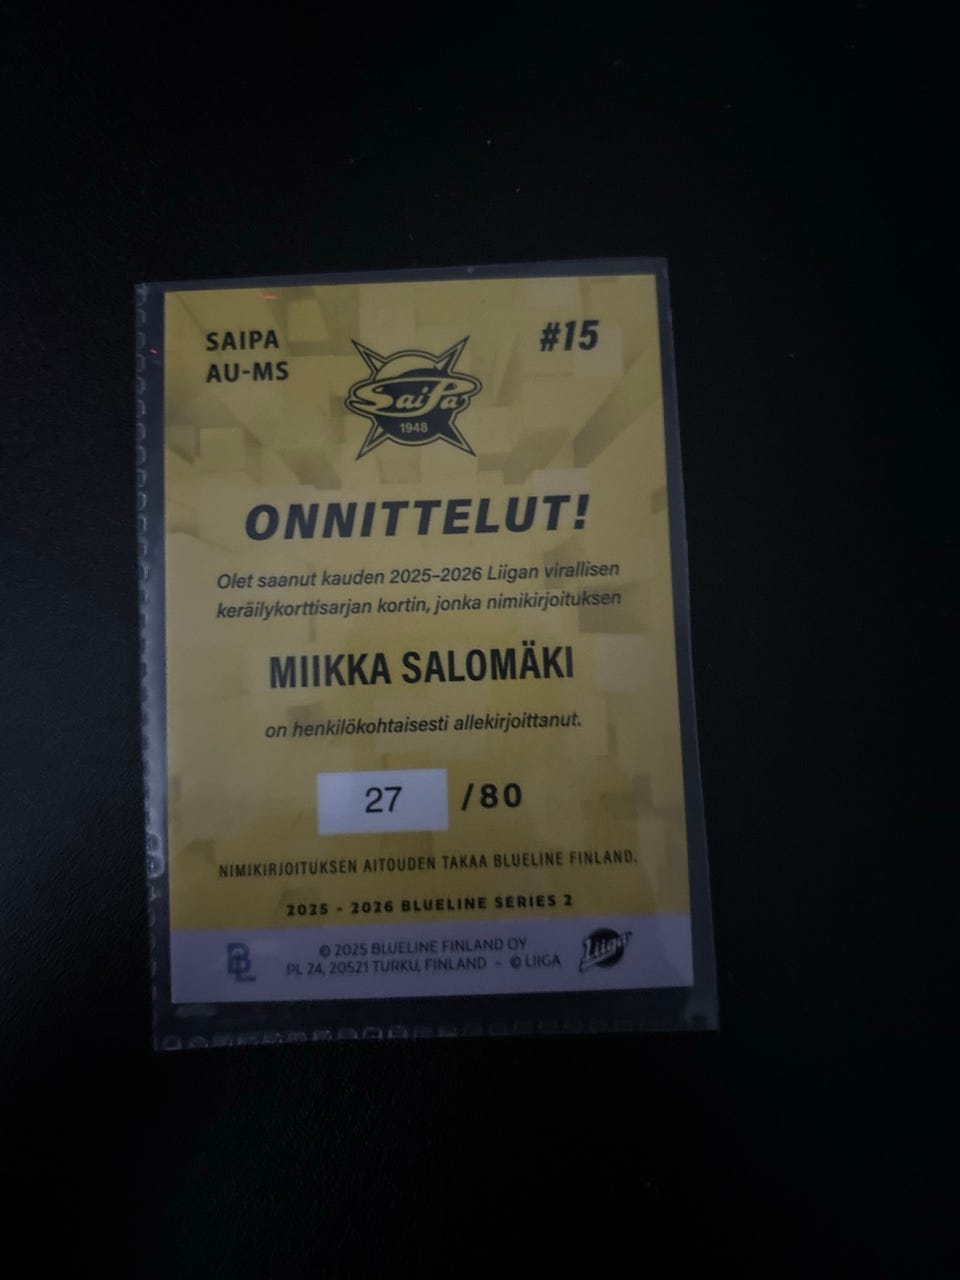 SAIPA
AU-MS
#15
SaiPa
1948
ONNITTELUT!
Olet saanut kauden 2025–2026 Liigan virallisen
keräilykorttisarjan kortin, jonka nimikirjoituksen
MIIKKA SALOMÄKI
on henkilökohtaisesti allekirjoittanut.
27 /80
NIMIKIRJOITUKSEN AITOUDEN TAKAA BLUELINE FINLAND.
2025 - 2026 BLUELINE SERIES 2
BL
© 2025 BLUELINE FINLAND OY
PL 24, 20521 TURKU, FINLAND - © LIIGA
Liiga